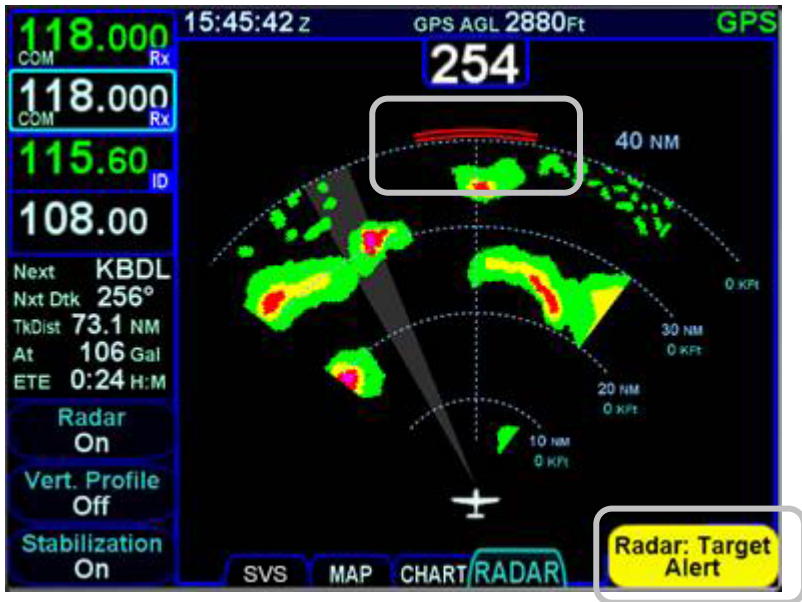 118.000
COM Rx
118.000
COM Rx
115.60
ID
108.00
Next KBDL
Nxt Dtk 256°
TkDist 73.1 NM
At 106 Gal
ETE 0:24 H:M
Radar
On
Vert. Profile
Off
Stabilization
On
15:45:42 Z GPS AGL 2880Ft GPS
254
40 NM
0 KFt
30 NM
0 KFt
20 NM
0 KFt
10 NM
0 KFt
SVS MAP CHART RADAR
Radar: Target
Alert